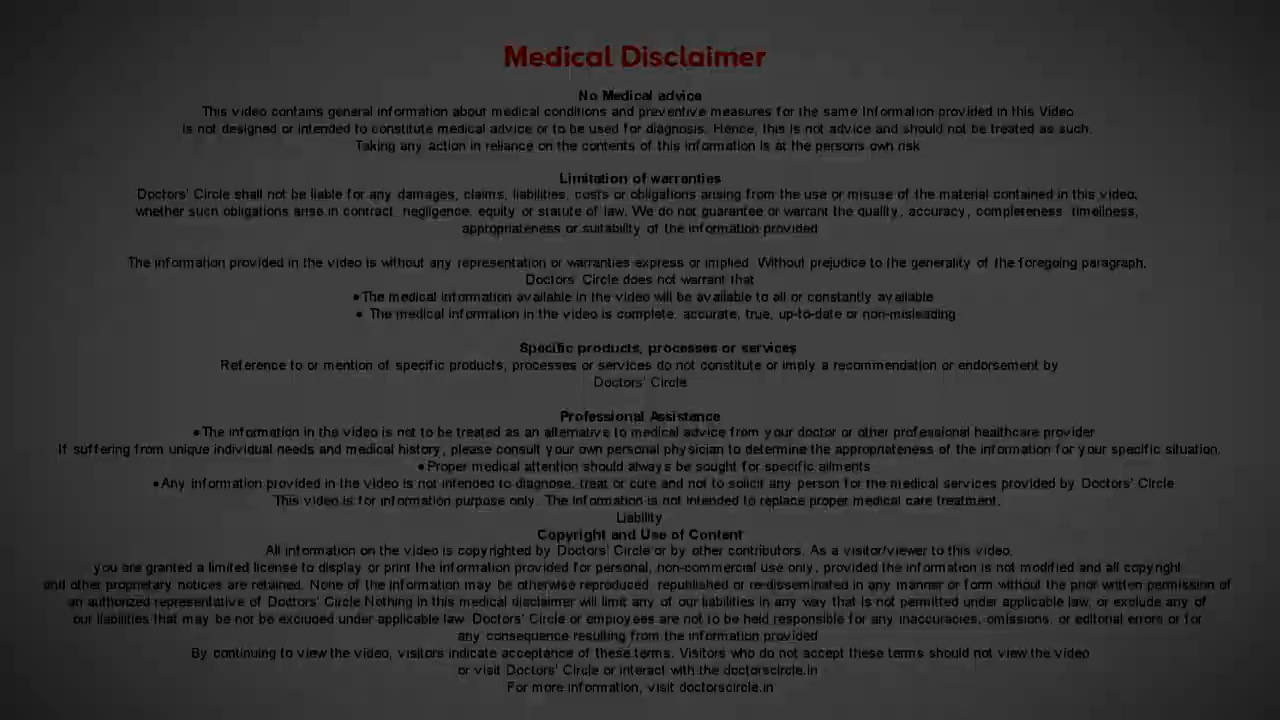 Medical Disclaimer
No Medical advice
This video contains general information about medical conditions and preventive measures for the same Information provided in this Video
is not designed or intended to constitute medical advice or to be used for diagnosis. Hence, this is not advice and should not be treated as such.
Taking any action in reliance on the contents of this information is at the persons own risk
Limitation of warranties
Doctors' Circle shall not be liable for any damages, claims, liabilities, costs or obligations arising from the use or misuse of the material contained in this video,
whether such obligations arise in contract, negligence, equity or statute of law. We do not guarantee or warrant the quality, accuracy, completeness, timeliness,
appropriateness or suitability of the information provided
The information provided in the video is without any representation or warranties express or implied. Without prejudice to the generality of the foregoing paragraph,
Doctors' Circle does not warrant that
•The medical information available in the video will be available to all or constantly available
• The medical information in the video is complete, accurate, true, up-to-date or non-misleading
Specific products, processes or services
Reference to or mention of specific products, processes or services do not constitute or imply a recommendation or endorsement by
Doctors' Circle
Professional Assistance
•The information in the video is not to be treated as an alternative to medical advice from your doctor or other professional healthcare provider
If suffering from unique individual needs and medical history, please consult your own personal physician to determine the appropriateness of the information for your specific situation.
•Proper medical attention should always be sought for specific ailments
•Any information provided in the video is not intended to diagnose, treat or cure and not to solicit any person for the medical services provided by Doctors' Circle
This video is for information purpose only. The information is not intended to replace proper medical care treatment.
Liability
Copyright and Use of Content
All information on the video is copyrighted by Doctors' Circle or by other contributors. As a visitor/viewer to this video,
you are granted a limited license to display or print the information provided for personal, non-commercial use only, provided the information is not modified and all copyright
and other proprietary notices are retained. None of the information may be otherwise reproduced, republished or re-disseminated in any manner or form without the prior written permission of
an authorized representative of Doctors' Circle Nothing in this medical disclaimer will limit any of our liabilities in any way that is not permitted under applicable law, or exclude any of
our liabilities that may be not be excluded under applicable law. Doctors' Circle or employees are not to be held responsible for any inaccuracies, omissions, or editorial errors or for
any consequence resulting from the information provided
By continuing to view the video, visitors indicate acceptance of these terms. Visitors who do not accept these terms should not view the video
or visit Doctors' Circle or interact with the doctorscircle.in
For more information, visit doctorscircle.in